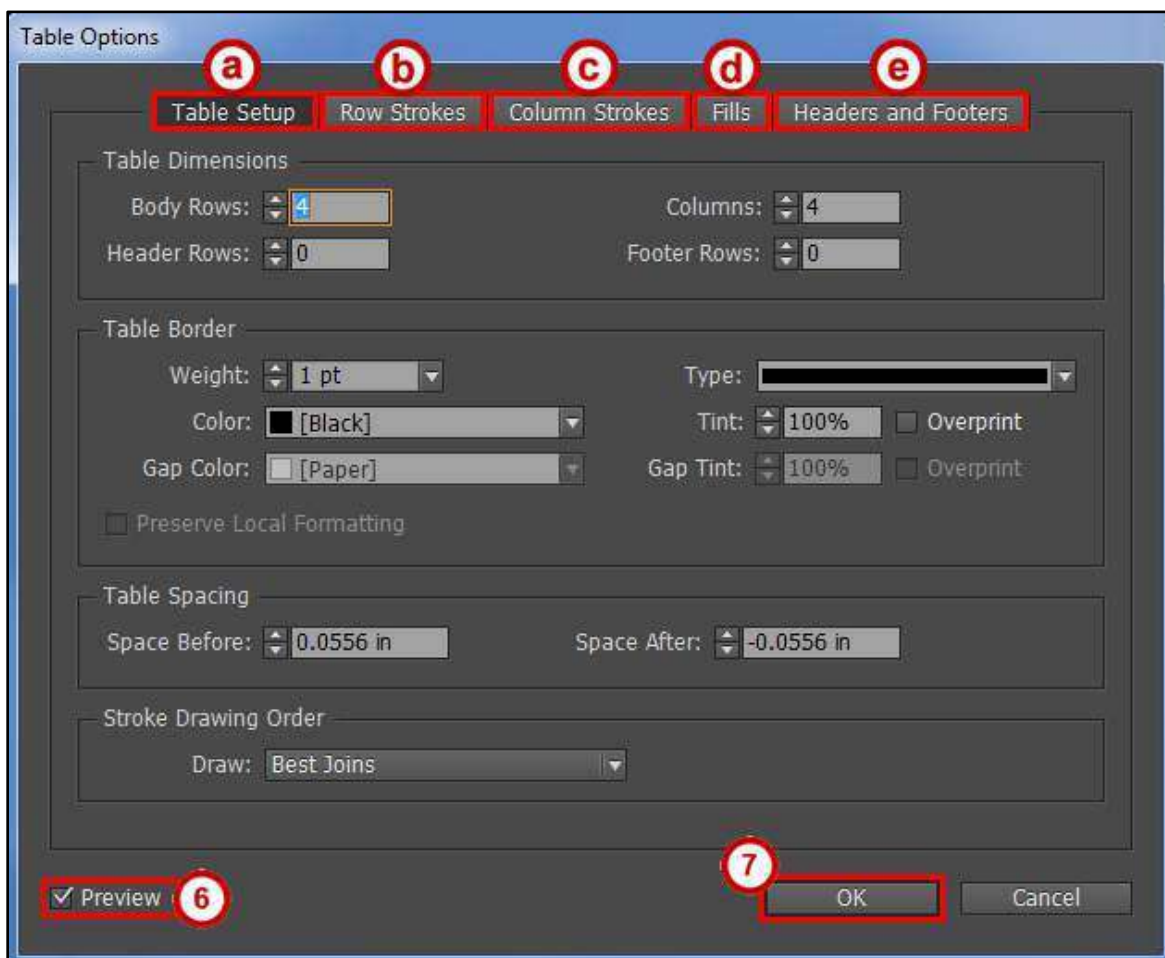 Table Options
a b c d e
Table Setup Row Strokes Column Strokes Fills Headers and Footers
Table Dimensions
Body Rows: 4 Columns: 4
Header Rows: 0 Footer Rows: 0
Table Border
Weight: 1 pt Type:
Color: [Black] Tint: 100% Overprint
Gap Color: [Paper] Gap Tint: 100% Overprint
Preserve Local Formatting
Table Spacing
Space Before: 0.0556 in Space After: -0.0556 in
Stroke Drawing Order
Draw: Best Joins
7
Preview 6 OK Cancel